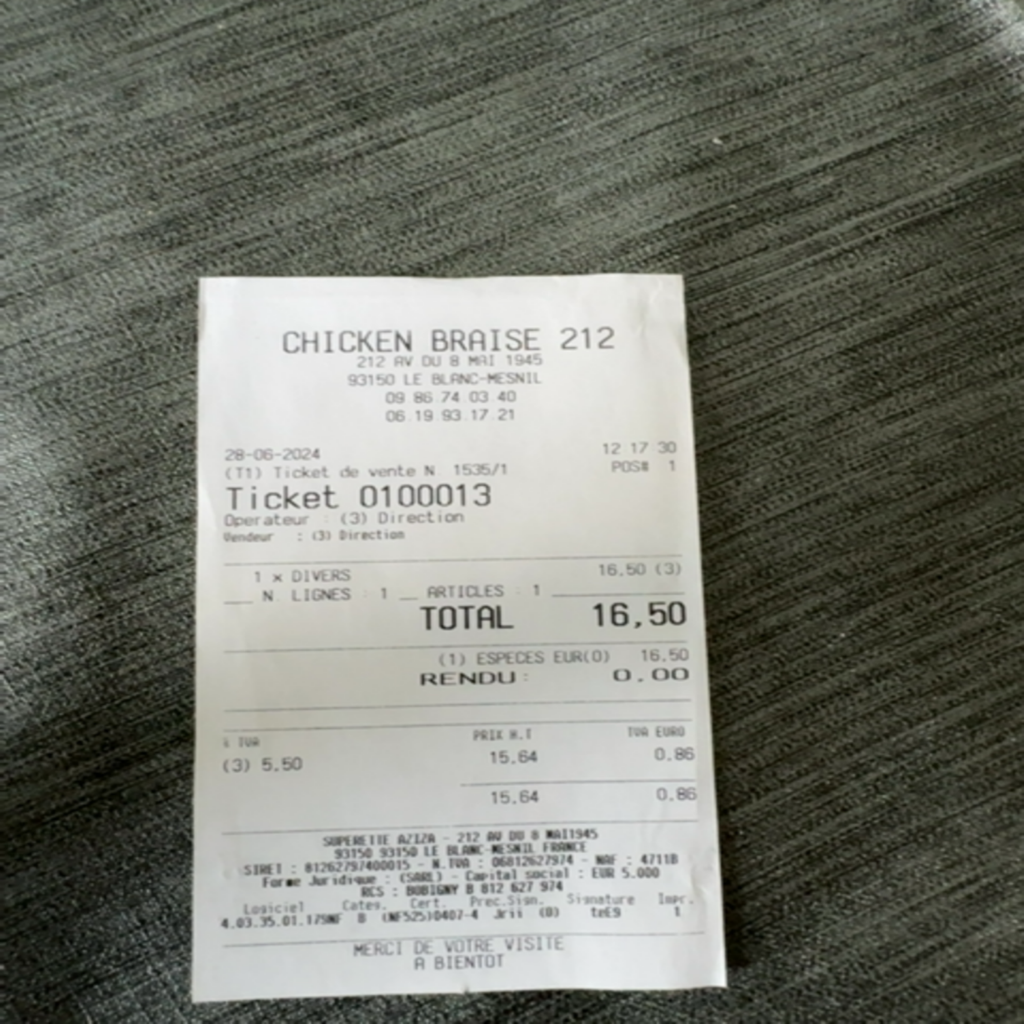 CHICKEN BRAISE 212
212 AV DU 8 MAI 1945
93150 LE BLANC-MESNIL
09 86.74.03.40
06 19 93.17.21
28-06-2024 12 17 30
(T1) Ticket de vente N 1535/1 POS# 1
Ticket 0100013
Operateur : (3) Direction
Vendeur : (3) Direction
1 x DIVERS 16,50 (3)
N. LIGNES : 1 ARTICLES : 1
TOTAL 16,50
(1) ESPECES EUR(0) 16.50
RENDU : 0.00
% TVA PRIX H.T TVA EURO
(3) 5.50 15.64 0.86
15.64 0.86
SUPERETTE AZIZA - 212 AV DU 8 MAI1945
93150 93150 LE BLANC-MESNIL FRANCE
SIRET : 81262797400015 - N.TVA : 06812627974 - NAF : 4711B
Forme Juridique : (SARL) - Capital social : EUR 5.000
RCS : BOBIGNY B 812 627 974
Logiciel Categ. Cert. Prec.Sign. Signature Impr.
4.03.35.01.175NF B (NF525)0407-4 Jrii (0) teE9 1
MERCI DE VOTRE VISITE
A BIENTOT